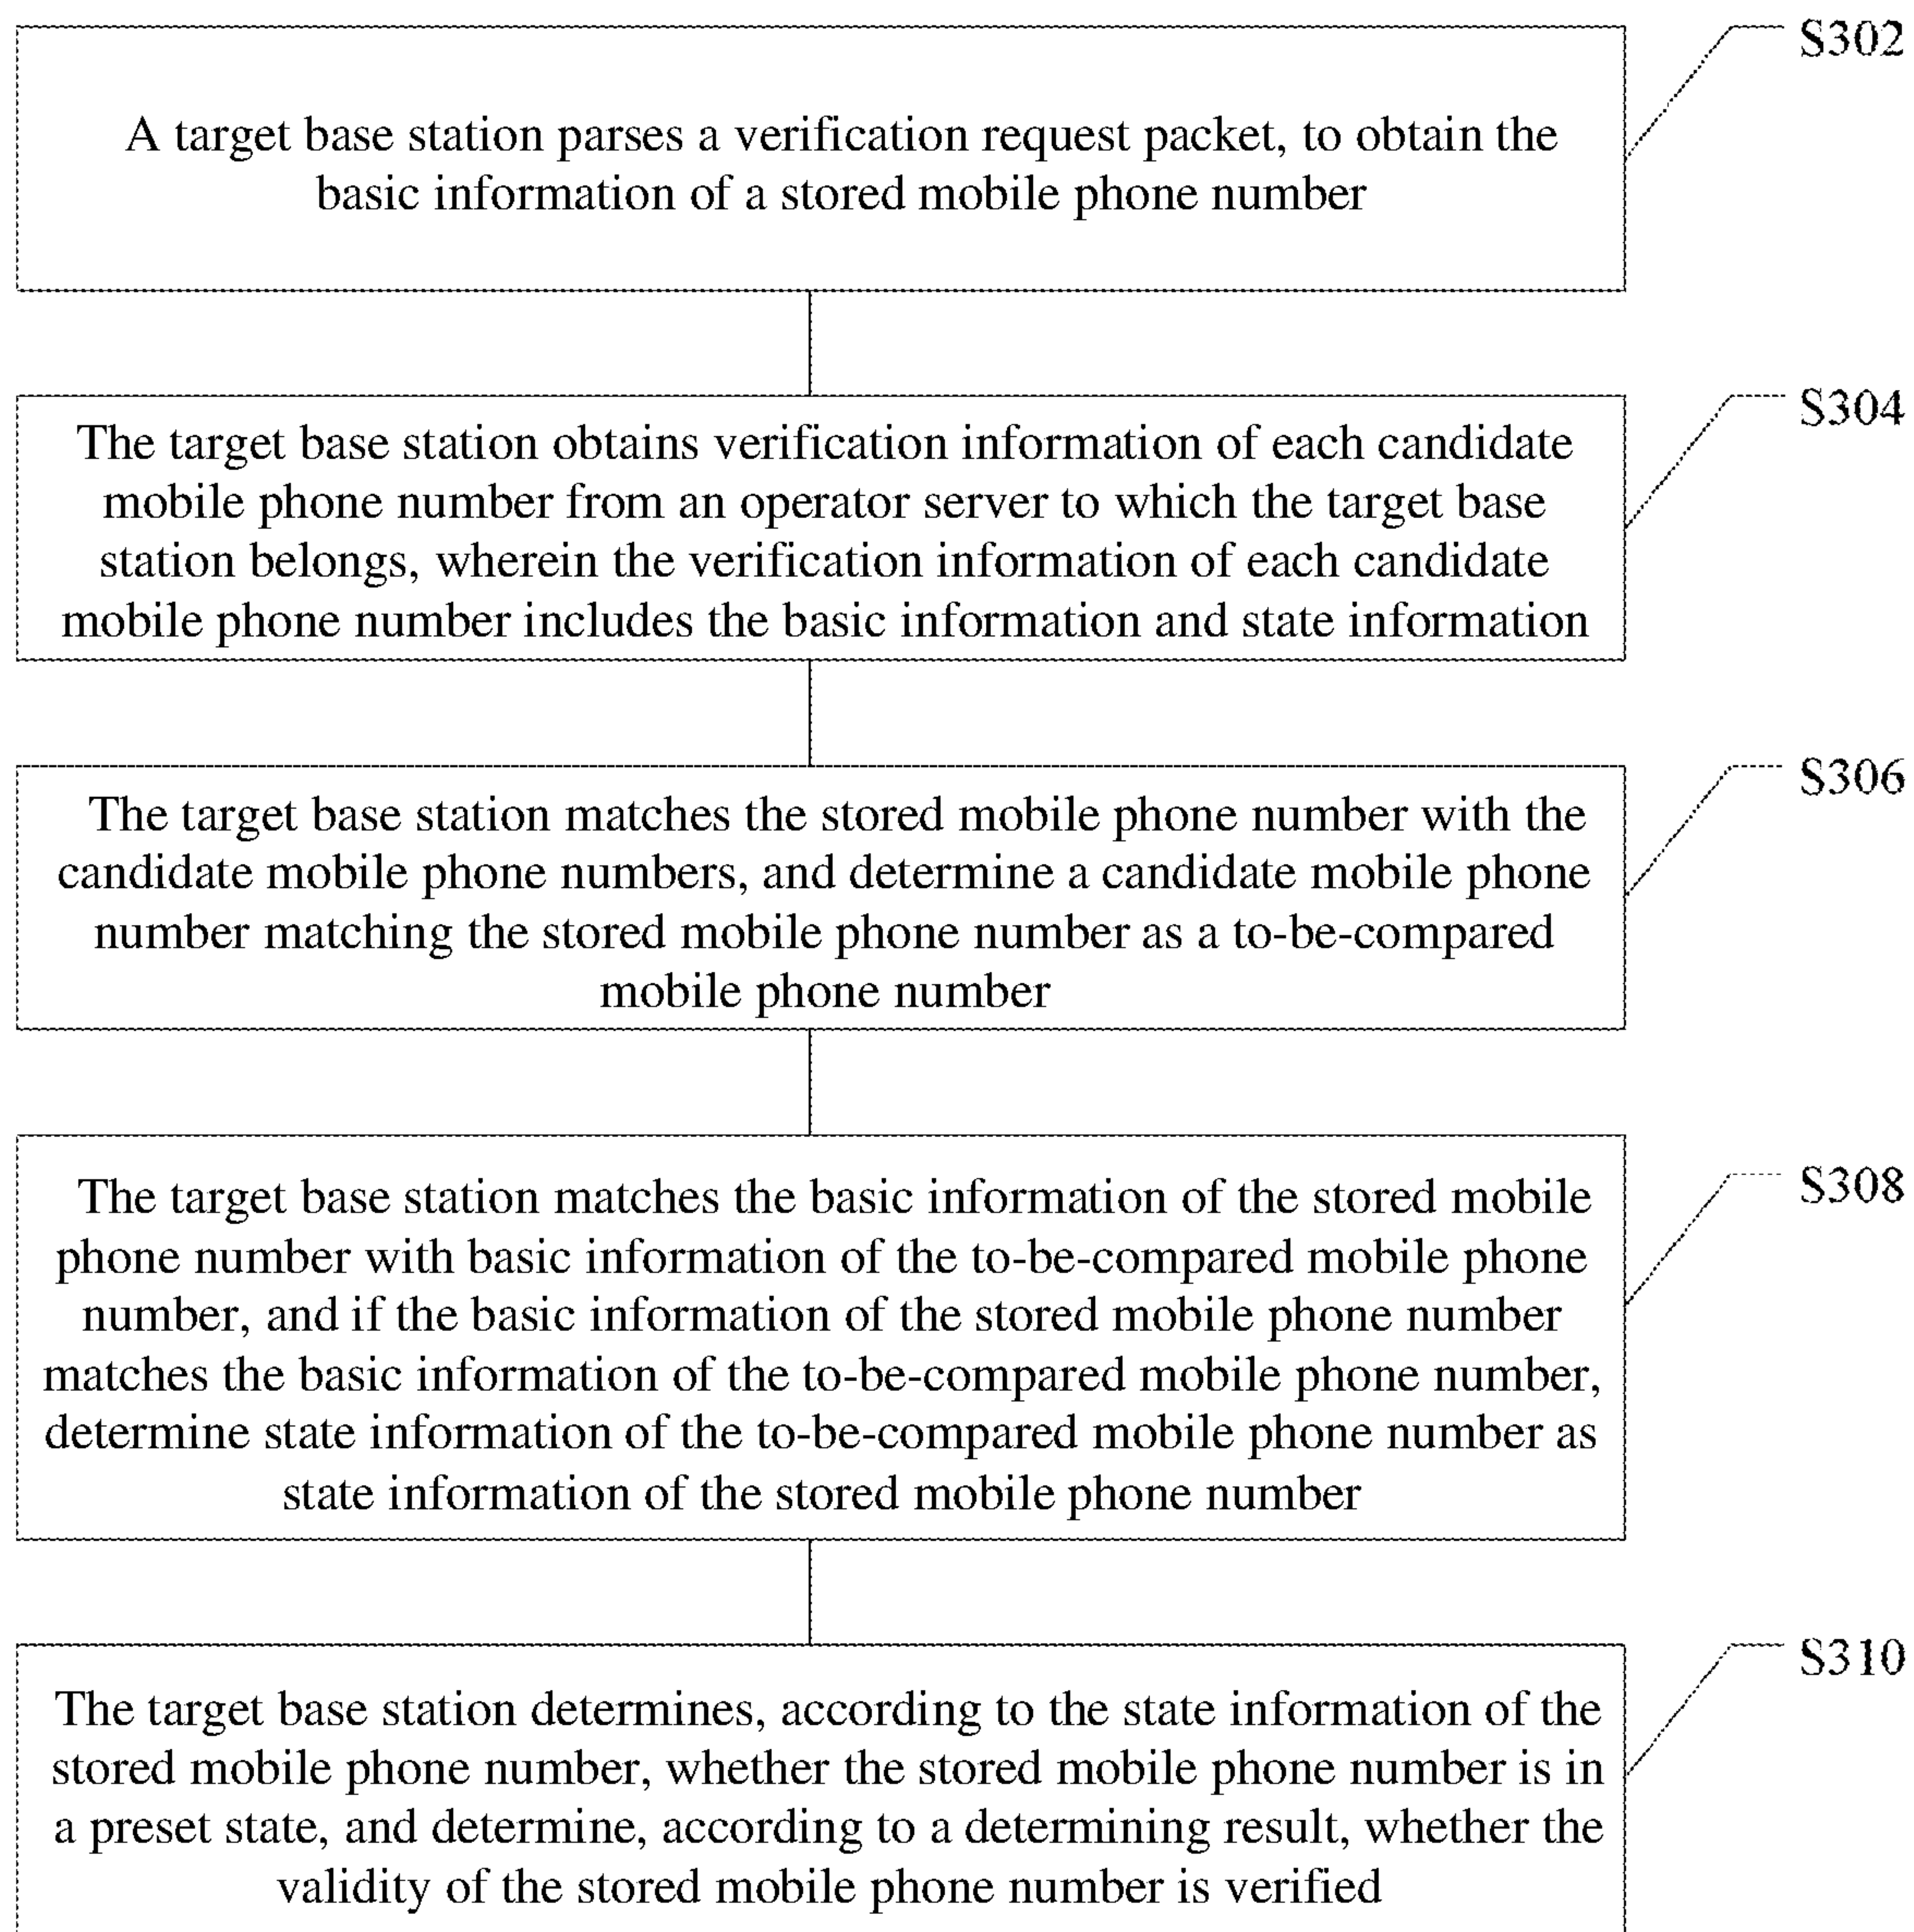 S302
A target base station parses a verification request packet, to obtain the
basic information of a stored mobile phone number
S304
The target base station obtains verification information of each candidate
mobile phone number from an operator server to which the target base
station belongs, wherein the verification information of each candidate
mobile phone number includes the basic information and state information
S306
The target base station matches the stored mobile phone number with the
candidate mobile phone numbers, and determine a candidate mobile phone
number matching the stored mobile phone number as a to-be-compared
mobile phone number
S308
The target base station matches the basic information of the stored mobile
phone number with basic information of the to-be-compared mobile phone
number, and if the basic information of the stored mobile phone number
matches the basic information of the to-be-compared mobile phone number,
determine state information of the to-be-compared mobile phone number as
state information of the stored mobile phone number
S310
The target base station determines, according to the state information of the
stored mobile phone number, whether the stored mobile phone number is in
a preset state, and determine, according to a determining result, whether the
validity of the stored mobile phone number is verified